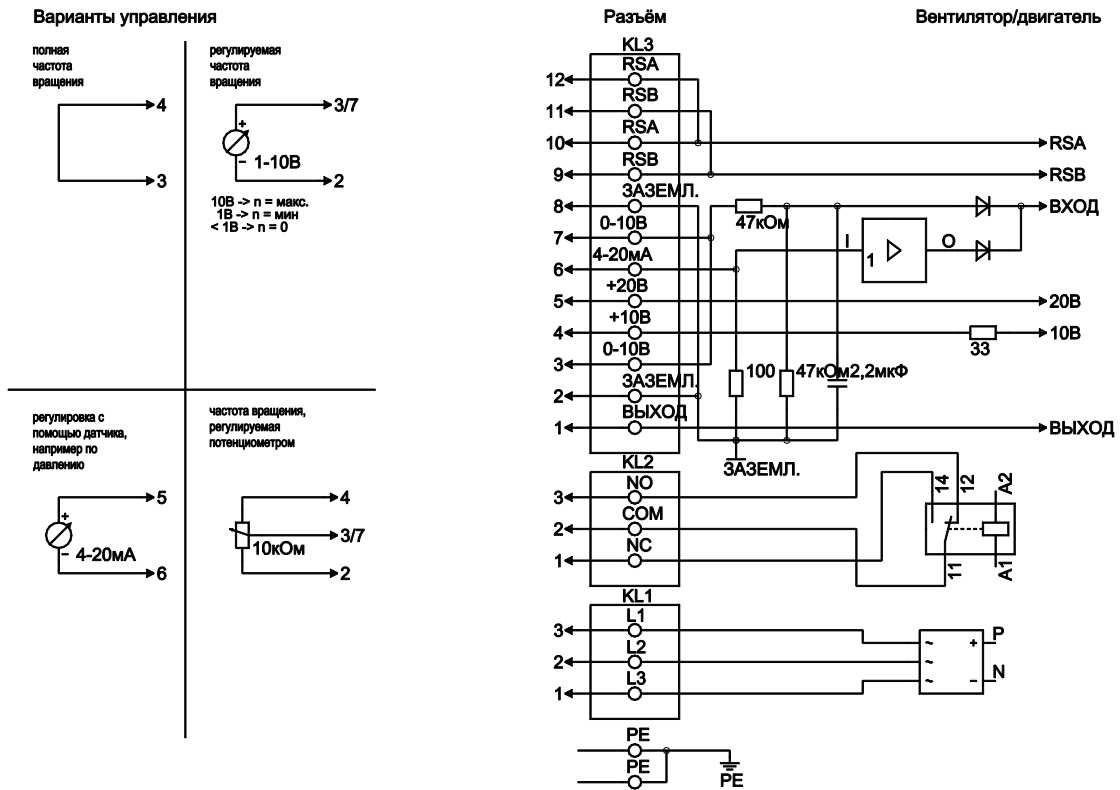 Варианты управления
Разъём
Вентилятор/двигатель
полная
частота
вращения
4
3
регулируемая
частота
вращения
3/7
+
−
1-10В
2
10В -> n = макс.
1В -> n = мин
< 1В -> n = 0
регулировка с
помощью датчика,
например по
давлению
5
+
−
4-20мА
6
частота вращения,
регулируемая
потенциометром
4
3/7
10кОм
2
KL3
12 RSA
11 RSB
10 RSA RSA
9 RSB RSB
8 ЗАЗЕМЛ. 47кОм ВХОД
7 0-10В I 1 O
6 4-20мА
5 +20В 20В
4 +10В 33 10В
3 0-10В
100 47кОм 2,2мкФ
2 ЗАЗЕМЛ.
1 ВЫХОД ВЫХОД
ЗАЗЕМЛ.
KL2
3 NO 14 12 A2
2 COM
1 NC 11 A1
KL1
3 L1 ~ + P
2 L2 ~
1 L3 ~ − N
PE
PE PE